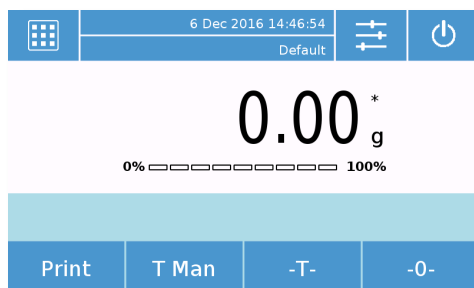 6 Dec 2016 14:46:54
Default
0.00 * g
0% 100%
Print T Man -T- -0-